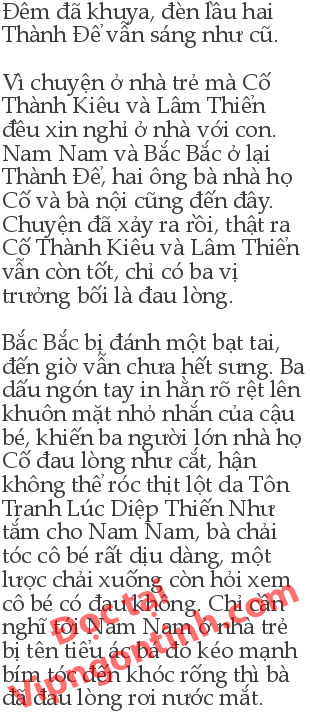 Đêm đã khuya, đèn lầu hai
Thành Để vẫn sáng như cũ.
Vì chuyện ở nhà trẻ mà Cố
Thành Kiêu và Lâm Thiển
đều xin nghỉ ở nhà với con.
Nam Nam và Bắc Bắc ở lại
Thành Để, hai ông bà nhà họ
Cố và bà nội cũng đến đây.
Chuyện đã xảy ra rồi, thật ra
Cố Thành Kiêu và Lâm Thiển
vẫn còn tốt, chỉ có ba vị
trưởng bối là đau lòng.
Bắc Bắc bị đánh một bạt tai,
đến giờ vẫn chưa hết sưng. Ba
dấu ngón tay in hằn rõ rệt lên
khuôn mặt nhỏ nhắn của cậu
bé, khiến ba người lớn nhà họ
Cố đau lòng như cắt, hận
không thể róc thịt lột da Tôn
Tranh Lúc Diệp Thiến Như
tắm cho Nam Nam, bà chải
tóc cô bé rất dịu dàng, một
lược chải xuống còn hỏi xem
cô bé có đau không. Chỉ cần
nghĩ tới Nam Nam ở nhà trẻ
bị tên tiểu ác bá đó kéo mạnh
bím tóc đến khóc rống thì bà
đã đau lòng rơi nước mắt.
Đọc tại
Vipngontinh.com